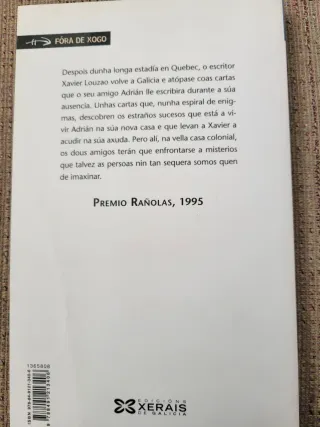 FÓRA DE XOGO
Despois dunha longa estadía en Quebec, o escritor
Xavier Louzao volve a Galicia e atópase coas cartas
que o seu amigo Adrián lle escribira durante a súa
ausencia. Unhas cartas que, nunha espiral de enig-
mas, descobren os estraños sucesos que está a vi-
vir Adrián na súa nova casa e que levan a Xavier a
acudir na súa axuda. Pero alí, na vella casa colonial,
os dous amigos terán que enfrontarse a misterios
que talvez as persoas nin tan sequera somos quen
de imaxinar.
PREMIO RAÑOLAS, 1995
1365908
EDICIÓNS
XERAIS
DE GALICIA